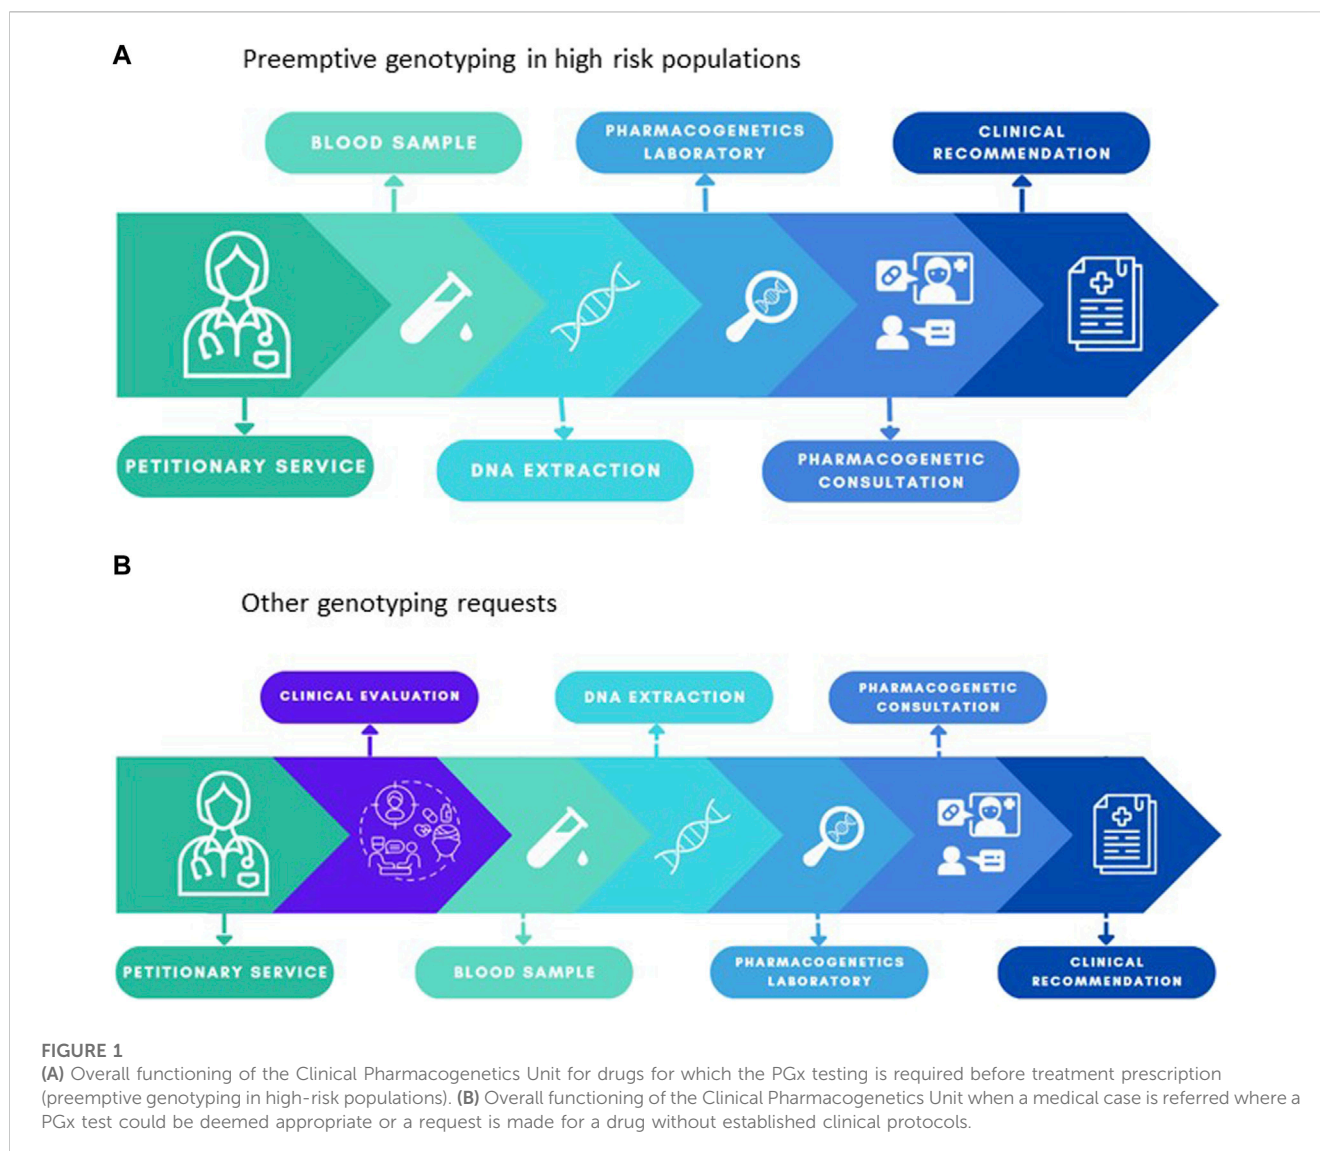 A
Preemptive genotyping in high risk populations
BLOOD SAMPLE
PHARMACOGENETICS
LABORATORY
CLINICAL
RECOMMENDATION
PETITIONARY SERVICE
DNA EXTRACTION
PHARMACOGENETIC
CONSULTATION
B
Other genotyping requests
CLINICAL EVALUATION
DNA EXTRACTION
PHARMACOGENETIC
CONSULTATION
PETITIONARY SERVICE
BLOOD SAMPLE
PHARMACOGENETICS
LABORATORY
CLINICAL
RECOMMENDATION
FIGURE 1
(A) Overall functioning of the Clinical Pharmacogenetics Unit for drugs for which the PGx testing is required before treatment prescription
(preemptive genotyping in high-risk populations). (B) Overall functioning of the Clinical Pharmacogenetics Unit when a medical case is referred where a
PGx test could be deemed appropriate or a request is made for a drug without established clinical protocols.